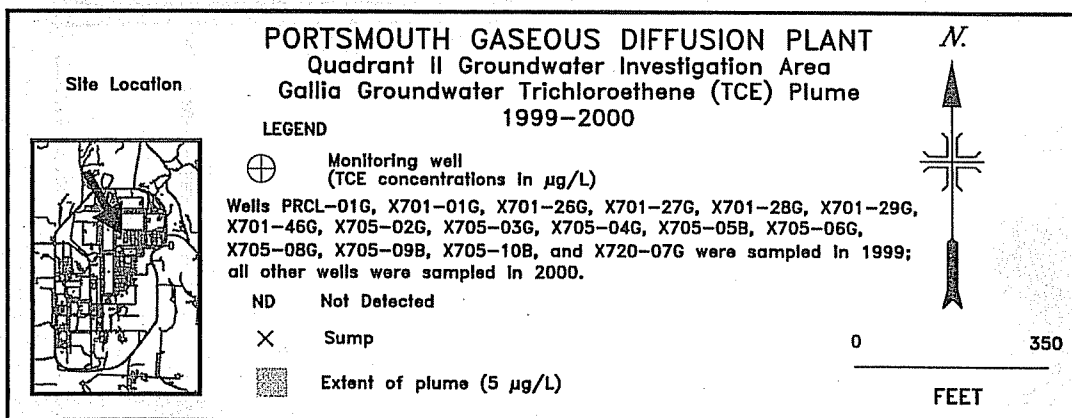 PORTSMOUTH GASEOUS DIFFUSION PLANT
Quadrant II Groundwater Investigation Area
Gallia Groundwater Trichloroethene (TCE) Plume
1999–2000
N.
Site Location
LEGEND
Monitoring well
(TCE concentrations in µg/L)
Wells PRCL–01G, X701–01G, X701–26G, X701–27G, X701–28G, X701–29G,
X701–46G, X705–02G, X705–03G, X705–04G, X705–05B, X705–06G,
X705–08G, X705–09B, X705–10B, and X720–07G were sampled in 1999;
all other wells were sampled in 2000.
ND Not Detected
Sump
Extent of plume (5 µg/L)
0 350
FEET